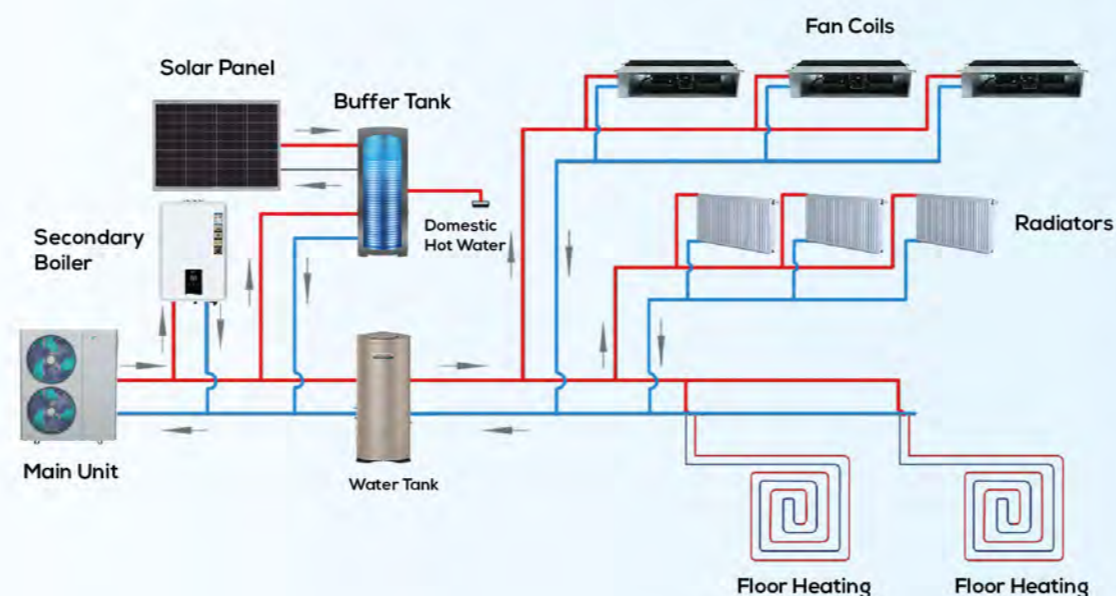 Fan Coils
Solar Panel
Buffer Tank
Domestic
Hot Water
Secondary
Boiler
Radiators
Main Unit
Water Tank
Floor Heating
Floor Heating